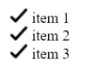 ✔ item 1
✔ item 2
✔ item 3